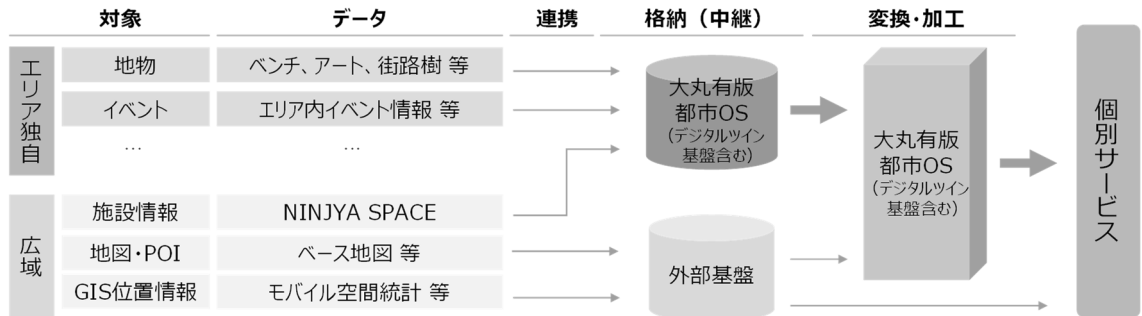 対象 データ 連携 格納（中継） 変換・加工
エリア独自
地物 ベンチ、アート、街路樹 等
イベント エリア内イベント情報 等
… …
広域
施設情報 NINJYA SPACE
地図・POI ベース地図 等
GIS位置情報 モバイル空間統計 等
大丸有版
都市OS
（デジタルツイン
基盤含む）
外部基盤
大丸有版
都市OS
（デジタルツイン
基盤含む）
個別サービス